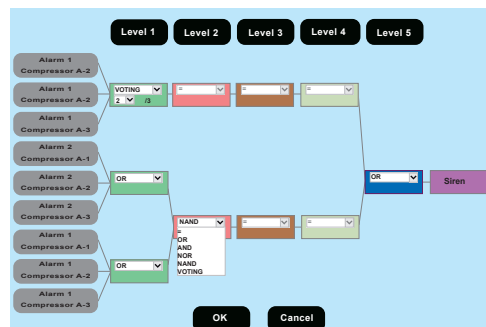 Level 1 Level 2 Level 3 Level 4 Level 5
Alarm 1
Compressor A-2
Alarm 1
Compressor A-2
VOTING = = =
2 /3
Alarm 1
Compressor A-3
Alarm 2
Compressor A-1
Alarm 2
Compressor A-2
OR
OR
Siren
Alarm 2
Compressor A-3
NAND = =
=
OR
AND
NOR
NAND
VOTING
Alarm 1
Compressor A-1
Alarm 1
Compressor A-2
OR
Alarm 1
Compressor A-3
OK Cancel